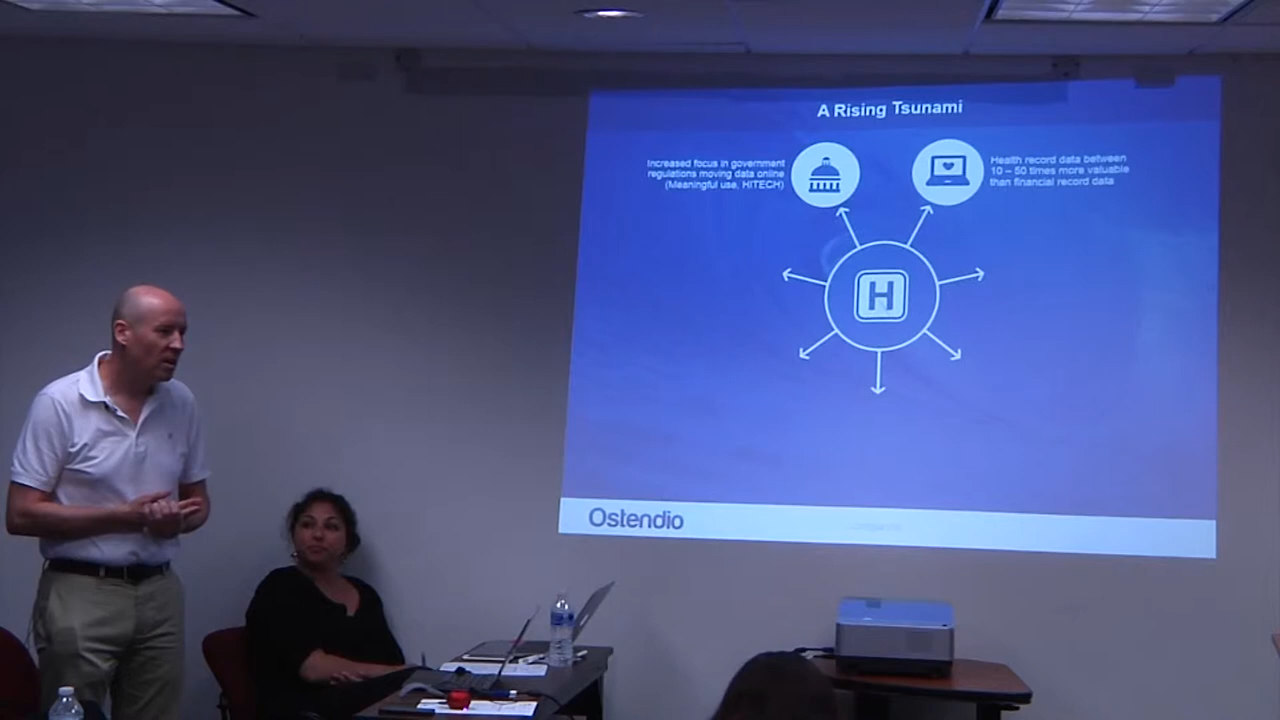 A Rising Tsunami
Increased focus in government
regulations moving data online
(Meaningful use, HITECH)
Health record data between
10 – 50 times more valuable
than financial record data
H
Ostendio